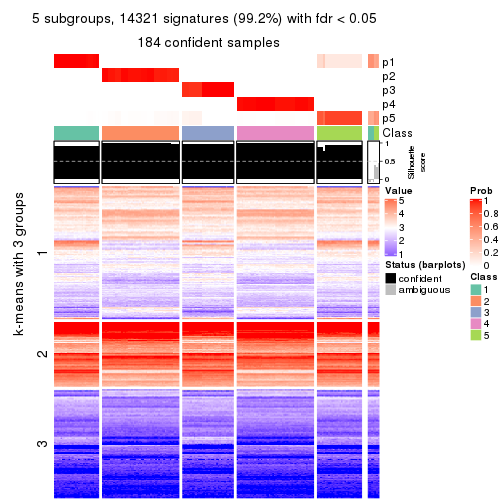 5 subgroups, 14321 signatures (99.2%) with fdr < 0.05
184 confident samples
p1
p2
p3
p4
p5
Class
1
0.5
0
Silhouette
score
k-means with 3 groups
1
2
3
Value
5
4
3
2
1
Status (barplots)
confident
ambiguous
Prob
1
0.8
0.6
0.4
0.2
0
Class
1
2
3
4
5